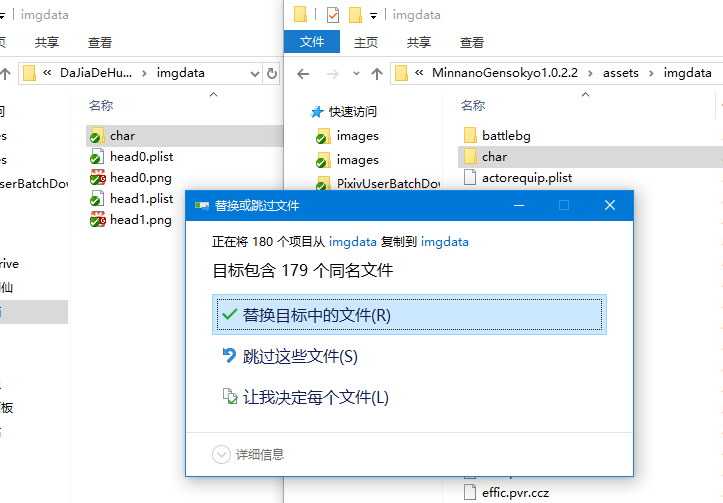 imgdata
共享
查看
« DaJiaDeHu... › imgdata
名称
char
head0.plist
head0.png
head1.plist
head1.png
imgdata
文件
主页
共享
查看
« MinnanoGensokyo1.0.2.2 › assets › imgdata
快速访问
images
images
PixivUserBatchDow
名称
battlebg
char
actorequip.plist
替换或跳过文件
正在将 180 个项目从 imgdata 复制到 imgdata
目标包含 179 个同名文件
替换目标中的文件(R)
跳过这些文件(S)
让我决定每个文件(L)
详细信息
effic.pvr.ccz